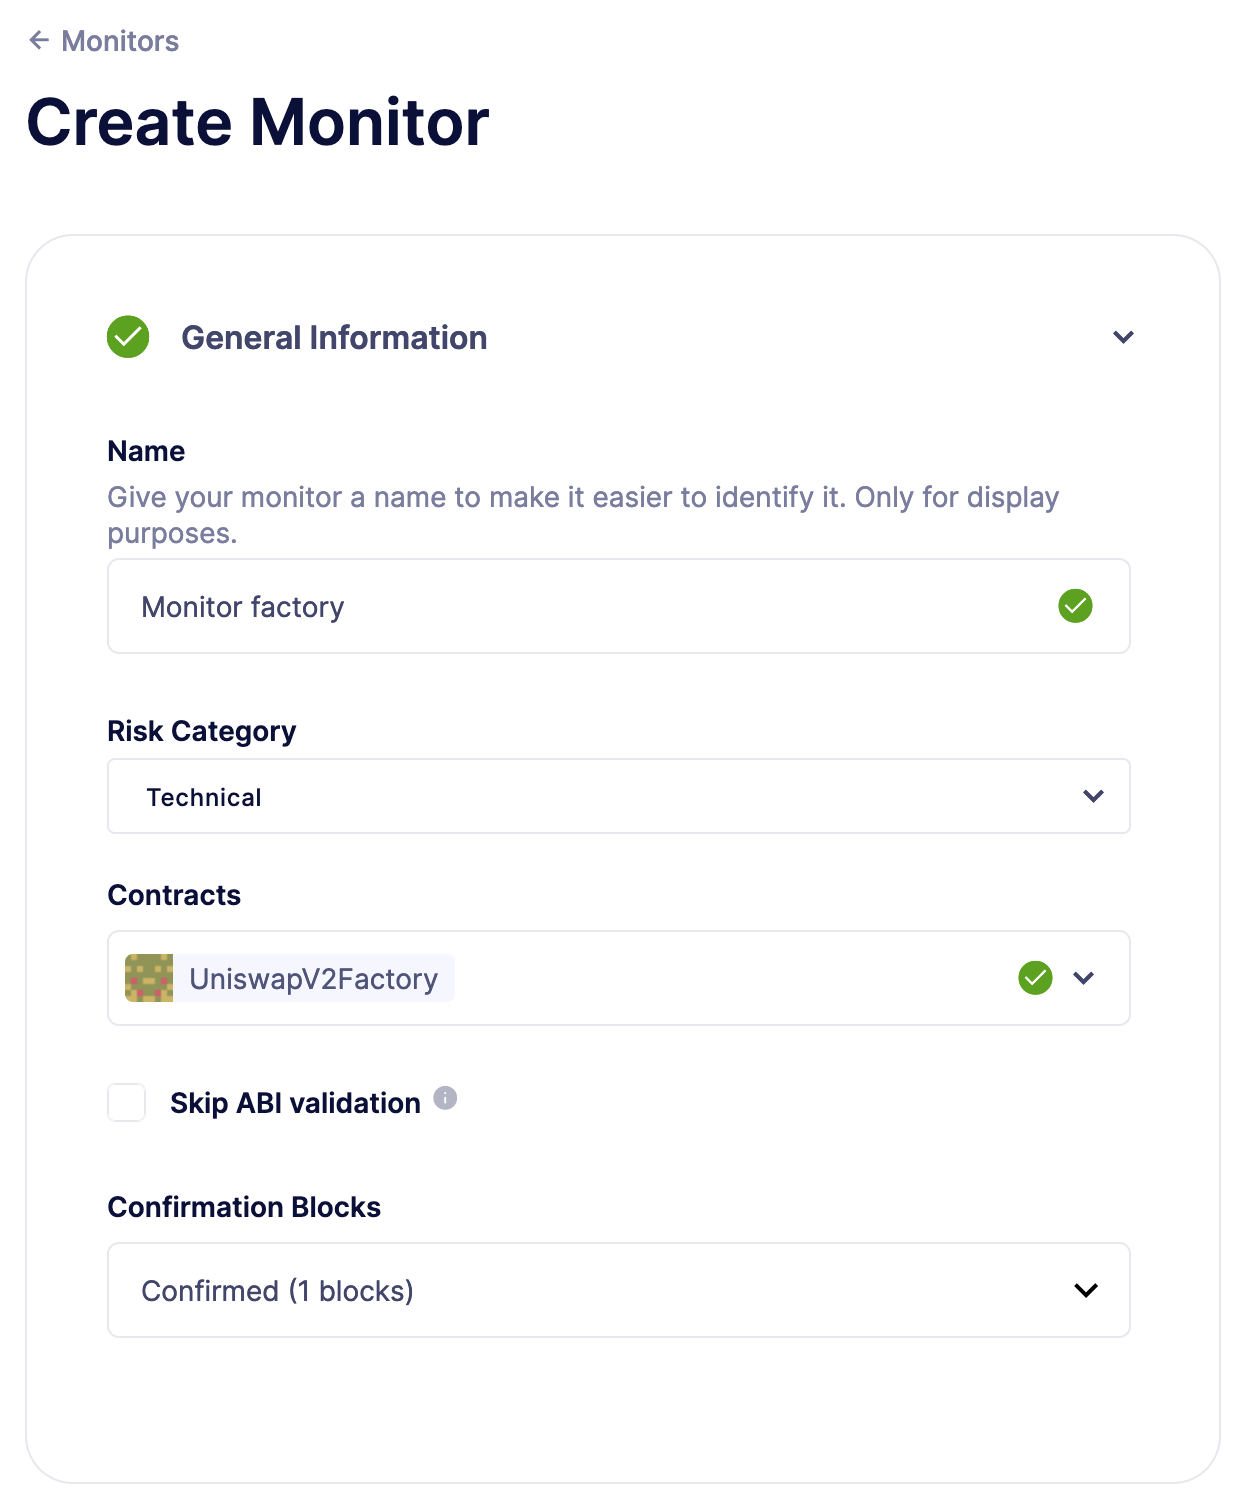 ← Monitors
Create Monitor
General Information
Name
Give your monitor a name to make it easier to identify it. Only for display
purposes.
Monitor factory
Risk Category
Technical
Contracts
UniswapV2Factory
Skip ABI validation
Confirmation Blocks
Confirmed (1 blocks)